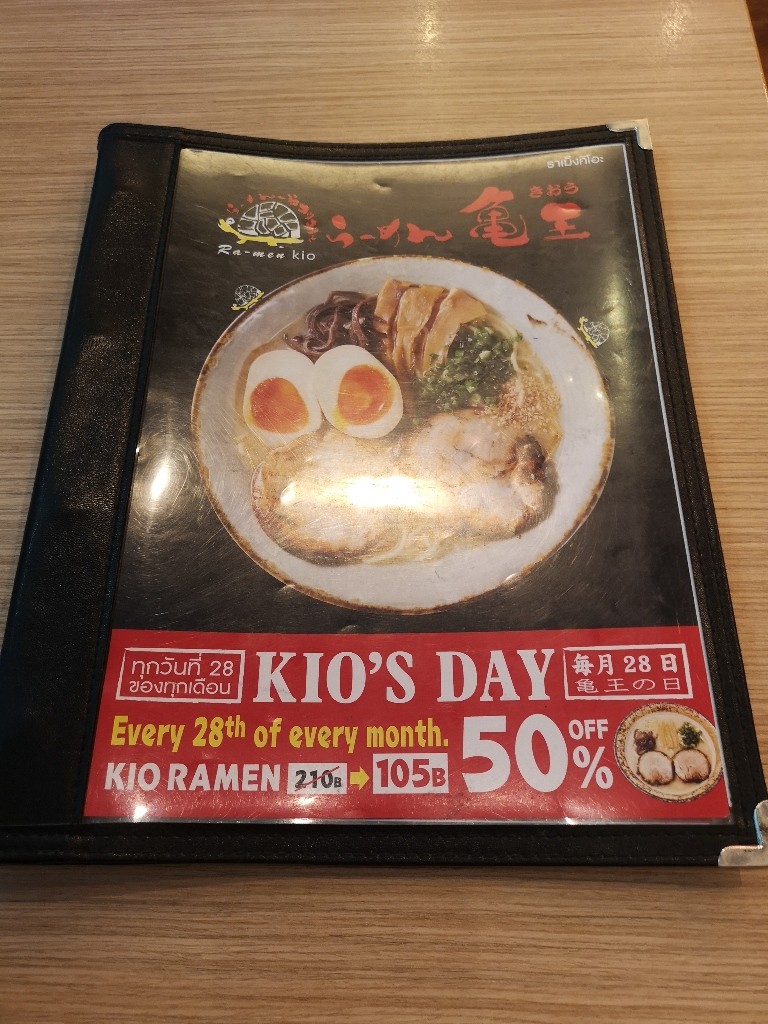 ราเม็งคิโอะ
きおう
らーめん 亀王
Ra-men kio
ทุกวันที่ 28
ของทุกเดือน
KIO'S DAY
毎月 28 日
亀王の日
Every 28th of every month.
KIO RAMEN 210B 105B
50% OFF